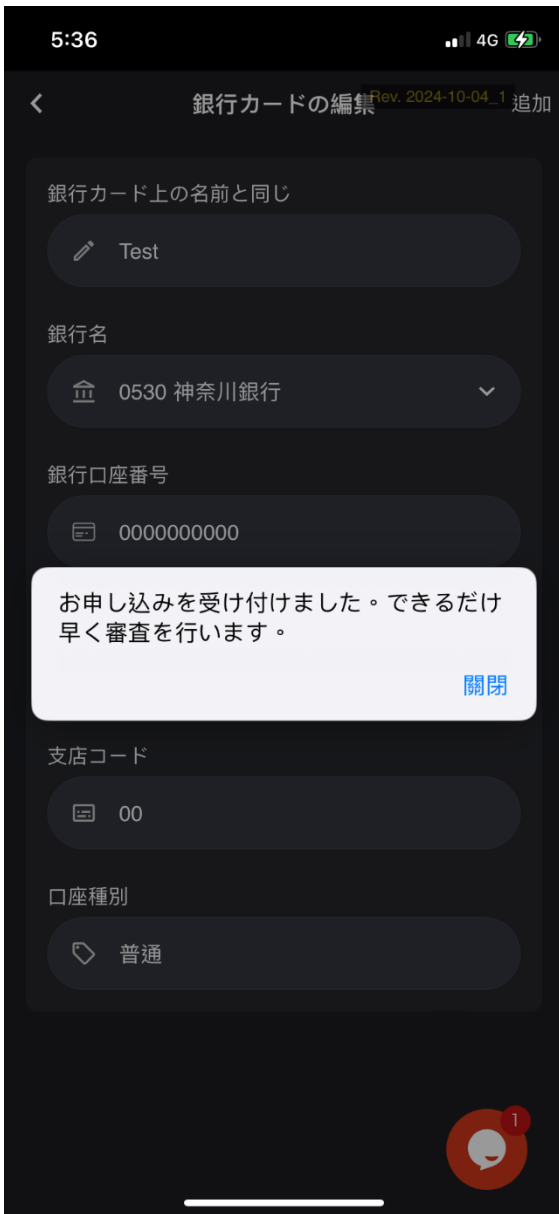 5:36
4G
銀行カードの編集
Rev. 2024-10-04_1
追加
銀行カード上の名前と同じ
Test
銀行名
0530 神奈川銀行
銀行口座番号
0000000000
お申し込みを受け付けました。できるだけ
早く審査を行います。
關閉
支店コード
00
口座種別
普通
1